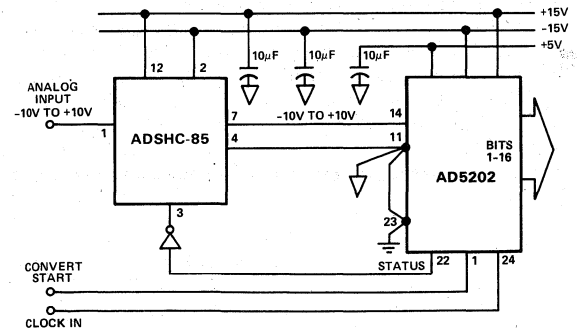 +15V
-15V
+5V
10μF
10μF
10μF
12
2
ANALOG
INPUT
-10V TO +10V
1
ADSHC-85
7
-10V TO +10V
14
4
11
BITS
1-16
AD5202
3
23
STATUS
22
1
24
CONVERT
START
CLOCK IN